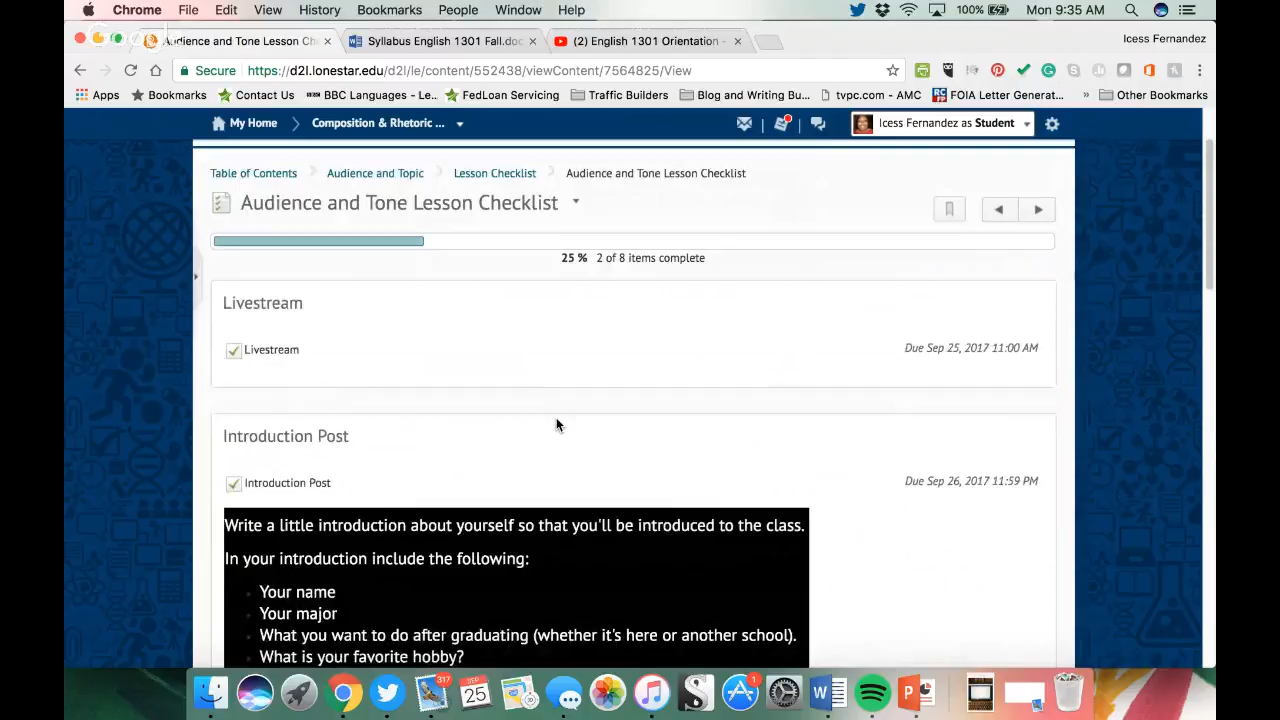 Chrome File Edit View History Bookmarks People Window Help 100% Mon 9:35 AM
Audience and Tone Lesson Ch × Syllabus English 1301 Fall.doc × (2) English 1301 Orientation - × Icess Fernandez
Secure https://d2l.lonestar.edu/d2l/le/content/552438/viewContent/7564825/View
Apps Bookmarks Contact Us BBC Languages - Le... FedLoan Servicing Traffic Builders Blog and Writing Bu... tvpc.com - AMC FOIA Letter Generat... » Other Bookmarks
My Home Composition & Rhetoric ... Icess Fernandez as Student
Table of Contents Audience and Topic Lesson Checklist Audience and Tone Lesson Checklist
Audience and Tone Lesson Checklist
25 % 2 of 8 items complete
Livestream
Livestream Due Sep 25, 2017 11:00 AM
Introduction Post
Introduction Post Due Sep 26, 2017 11:59 PM
Write a little introduction about yourself so that you'll be introduced to the class.
In your introduction include the following:
Your name
Your major
What you want to do after graduating (whether it's here or another school).
What is your favorite hobby?
317 SEP 25 1